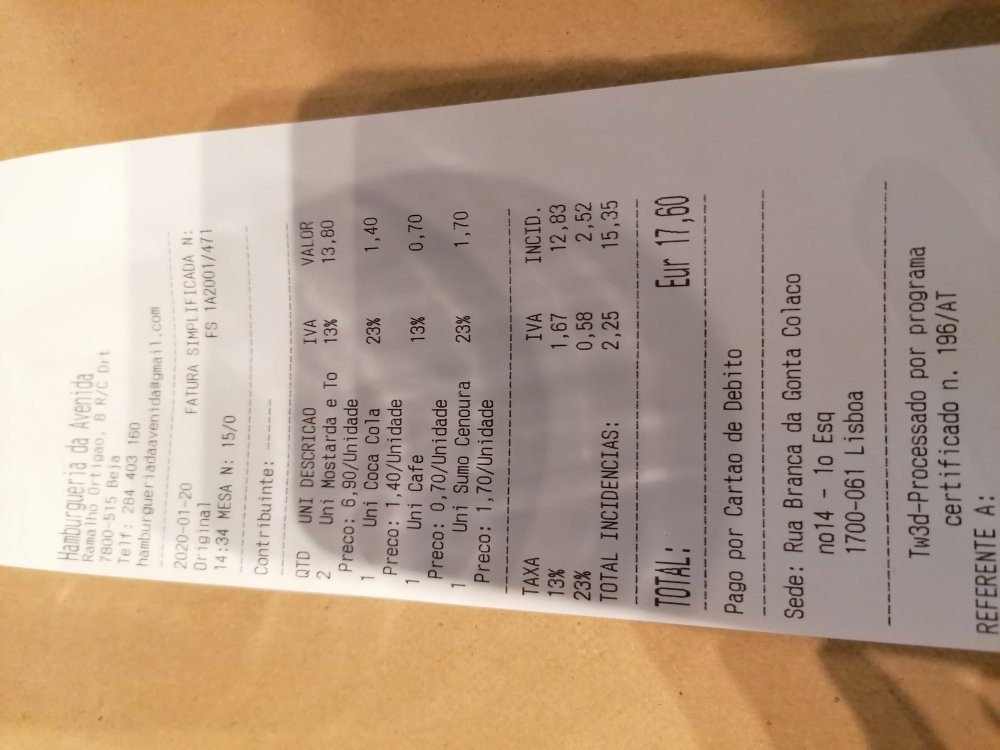 Hamburgueria da Avenida
Ramalho Ortigao, 8 R/C Drt
7800-515 Beja
Telf: 284 403 160
hamburgueriadaavenida@gmail.com
2020-01-20 FATURA SIMPLIFICADA N:
Original FS 1A2001/471
14:34 MESA N: 15/0
Contribuinte: ------
QTD UNI DESCRICAO IVA VALOR
2 Uni Mostarda e To 13% 13,80
Preco: 6,90/Unidade
1 Uni Coca Cola 23% 1,40
Preco: 1,40/Unidade
1 Uni Cafe 13% 0,70
Preco: 0,70/Unidade
1 Uni Sumo Cenoura 23% 1,70
Preco: 1,70/Unidade
TAXA IVA INCID.
13% 1,67 12,83
23% 0,58 2,52
TOTAL INCIDENCIAS: 2,25 15,35
TOTAL: Eur 17,60
Pago por Cartao de Debito
Sede: Rua Branca da Gonta Colaco
no14 - 1o Esq
1700-061 Lisboa
Tw3d-Processado por programa
certificado n. 196/AT
REFERENTE A: